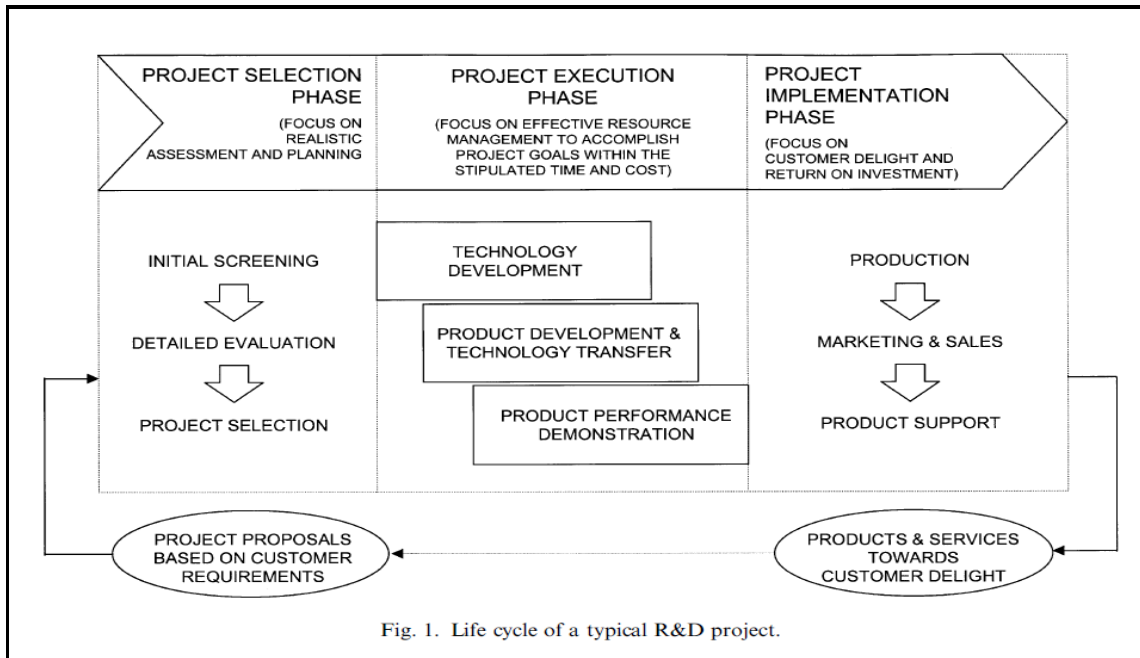 PROJECT SELECTION
PHASE
(FOCUS ON
REALISTIC
ASSESSMENT AND PLANNING
PROJECT EXECUTION
PHASE
(FOCUS ON EFFECTIVE RESOURCE
MANAGEMENT TO ACCOMPLISH
PROJECT GOALS WITHIN THE
STIPULATED TIME AND COST)
PROJECT
IMPLEMENTATION
PHASE
(FOCUS ON
CUSTOMER DELIGHT AND
RETURN ON INVESTMENT)
INITIAL SCREENING
DETAILED EVALUATION
PROJECT SELECTION
TECHNOLOGY
DEVELOPMENT
PRODUCT DEVELOPMENT &
TECHNOLOGY TRANSFER
PRODUCT PERFORMANCE
DEMONSTRATION
PRODUCTION
MARKETING & SALES
PRODUCT SUPPORT
PROJECT PROPOSALS
BASED ON CUSTOMER
REQUIREMENTS
PRODUCTS & SERVICES
TOWARDS
CUSTOMER DELIGHT
Fig. 1. Life cycle of a typical R&D project.